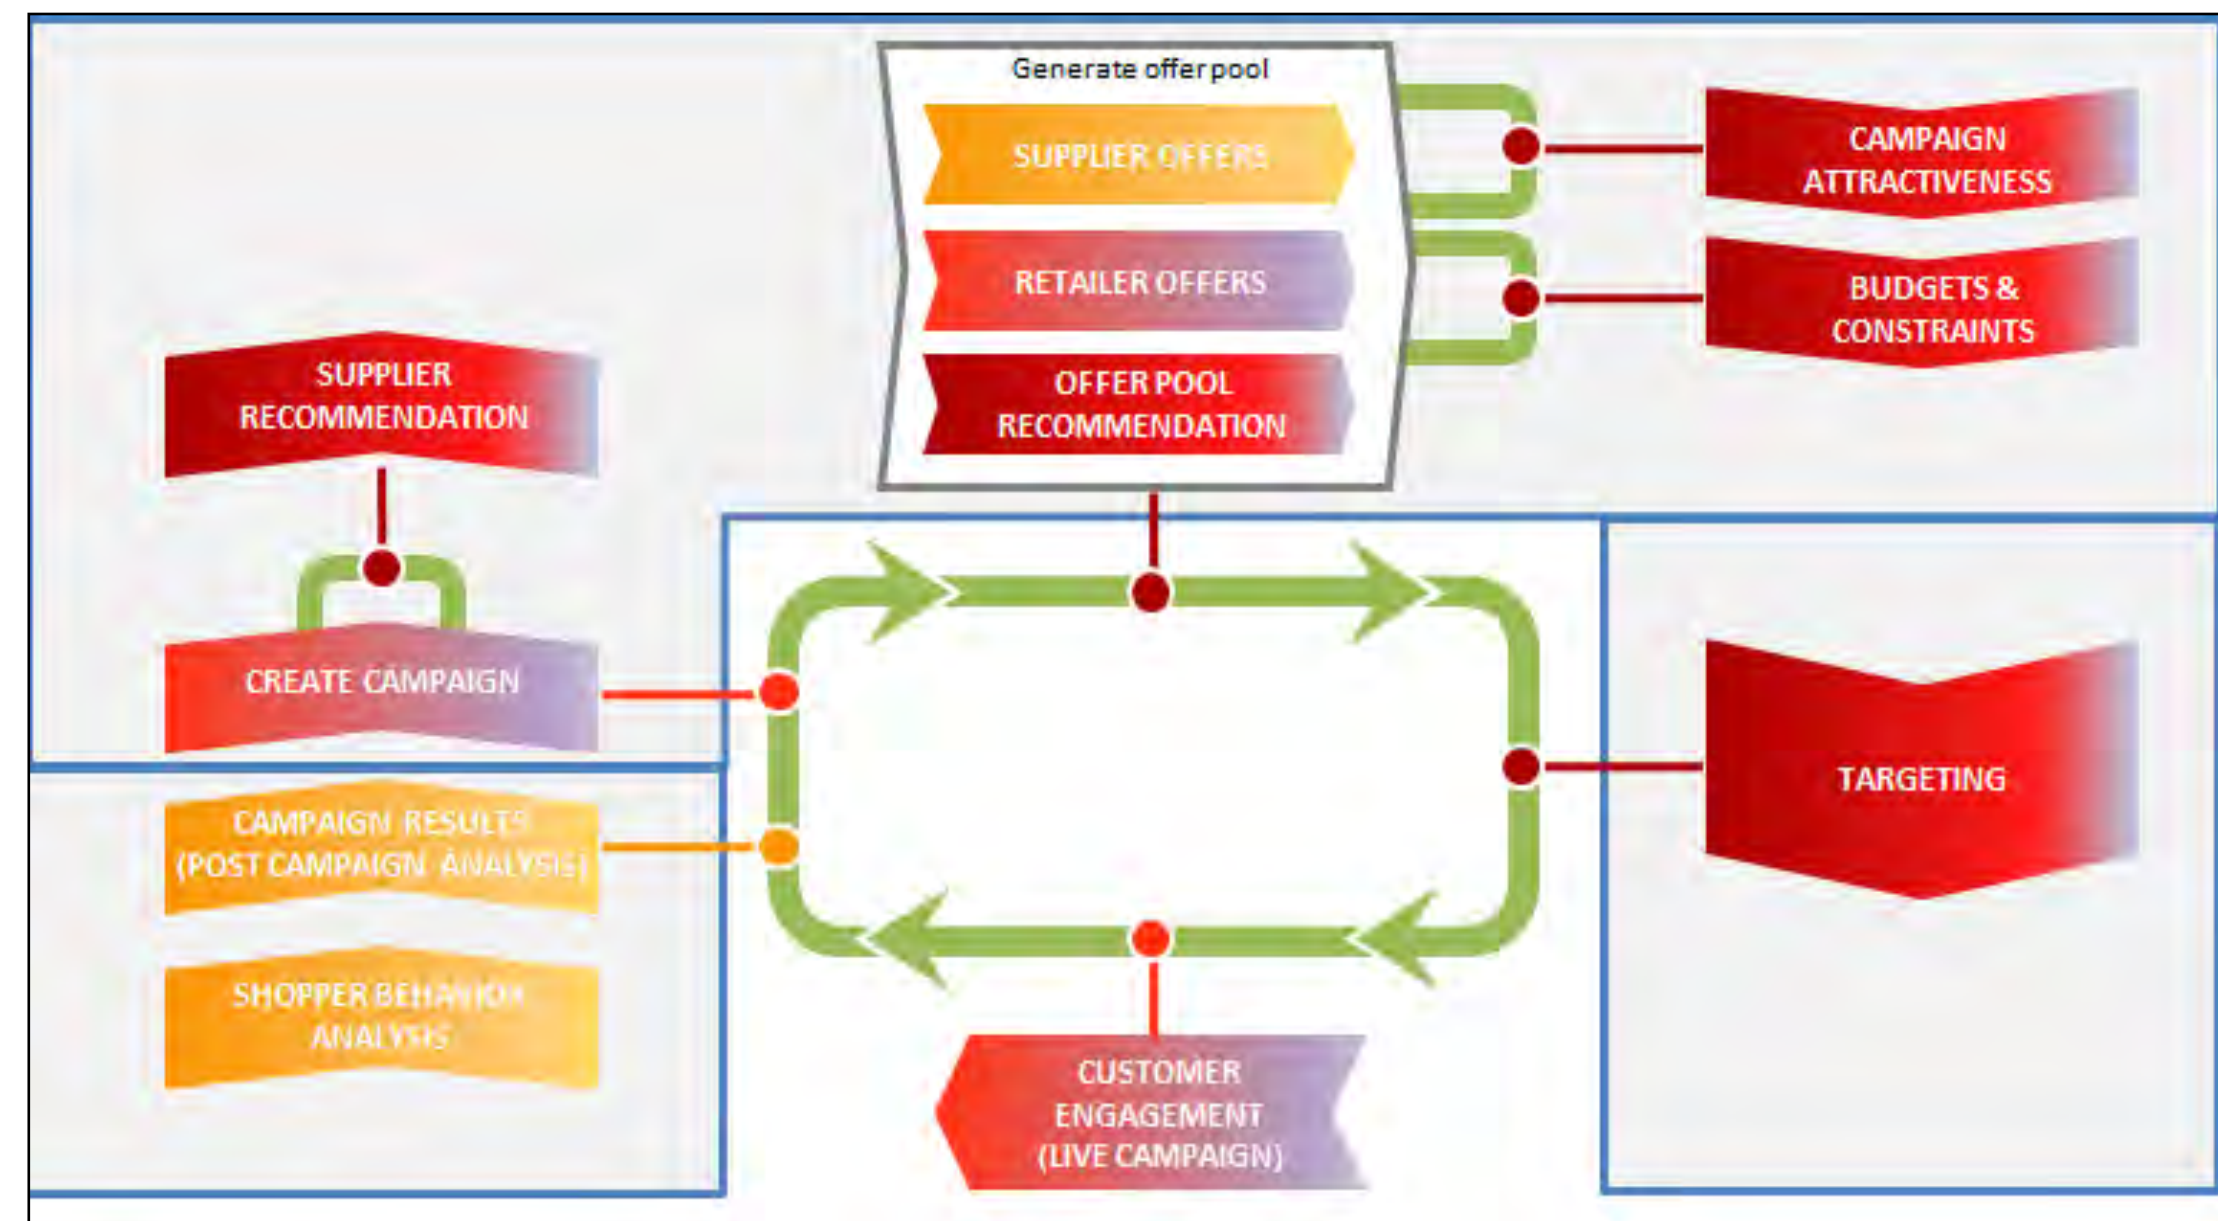 Generate offer pool
SUPPLIER OFFERS
RETAILER OFFERS
OFFER POOL
RECOMMENDATION
CAMPAIGN
ATTRACTIVENESS
BUDGETS &
CONSTRAINTS
SUPPLIER
RECOMMENDATION
CREATE CAMPAIGN
CAMPAIGN RESULTS
(POST CAMPAIGN ANALYSIS)
SHOPPER BEHAVIOR
ANALYSIS
TARGETING
CUSTOMER
ENGAGEMENT
(LIVE CAMPAIGN)